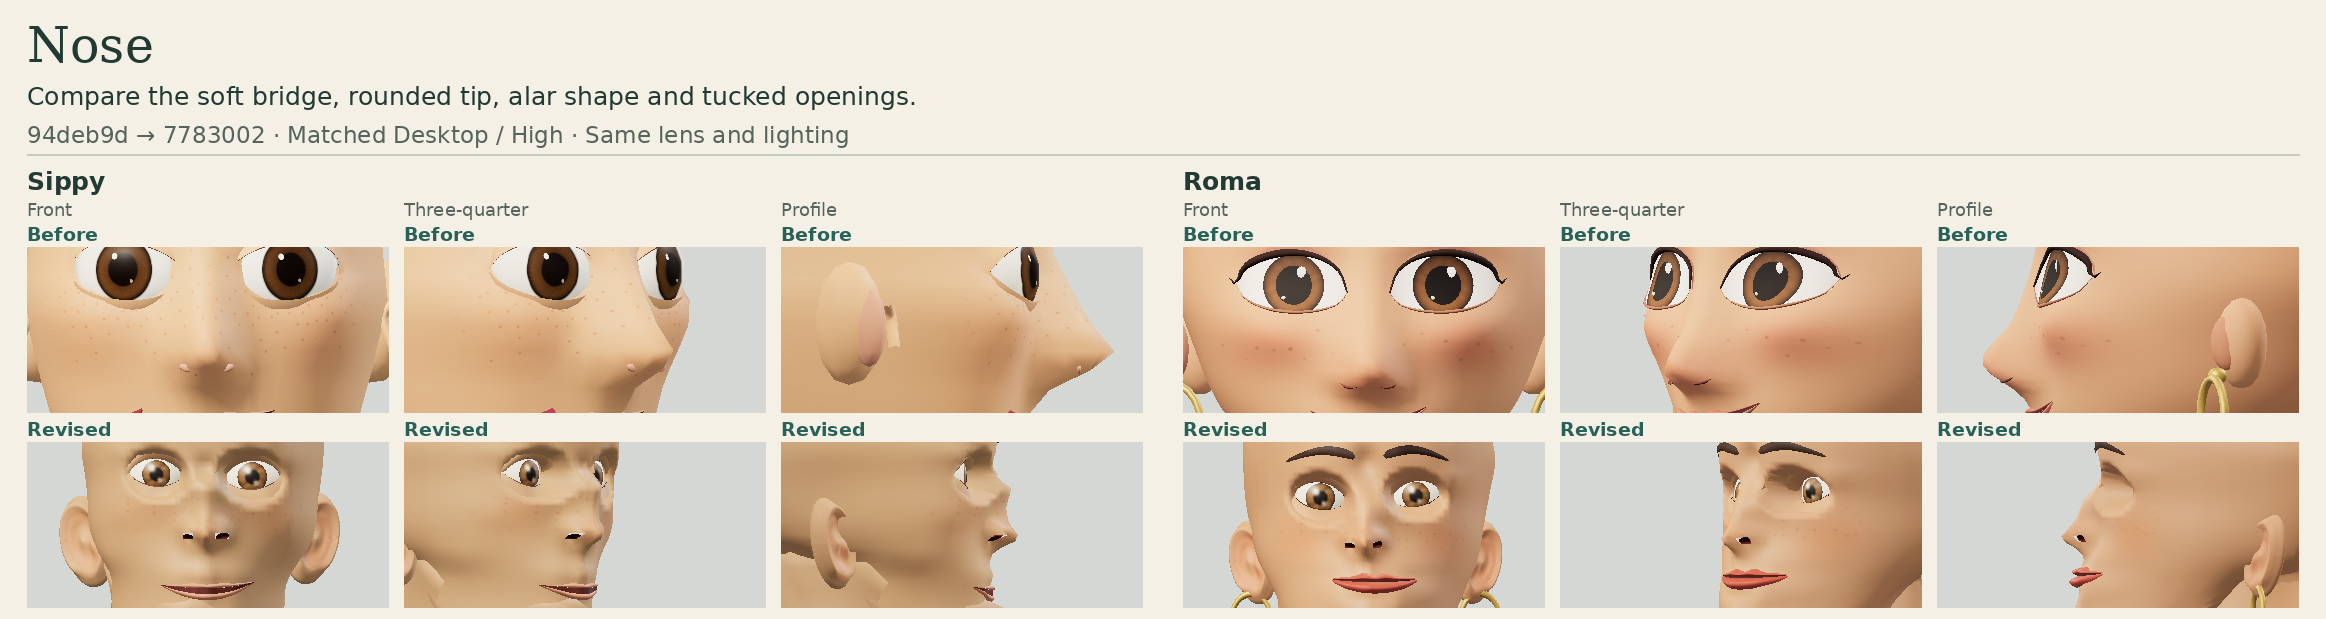 Nose
Compare the soft bridge, rounded tip, alar shape and tucked openings.
94deb9d → 7783002 · Matched Desktop / High · Same lens and lighting
Sippy
Roma
Front
Three-quarter
Profile
Front
Three-quarter
Profile
Before
Before
Before
Before
Before
Before
Revised
Revised
Revised
Revised
Revised
Revised